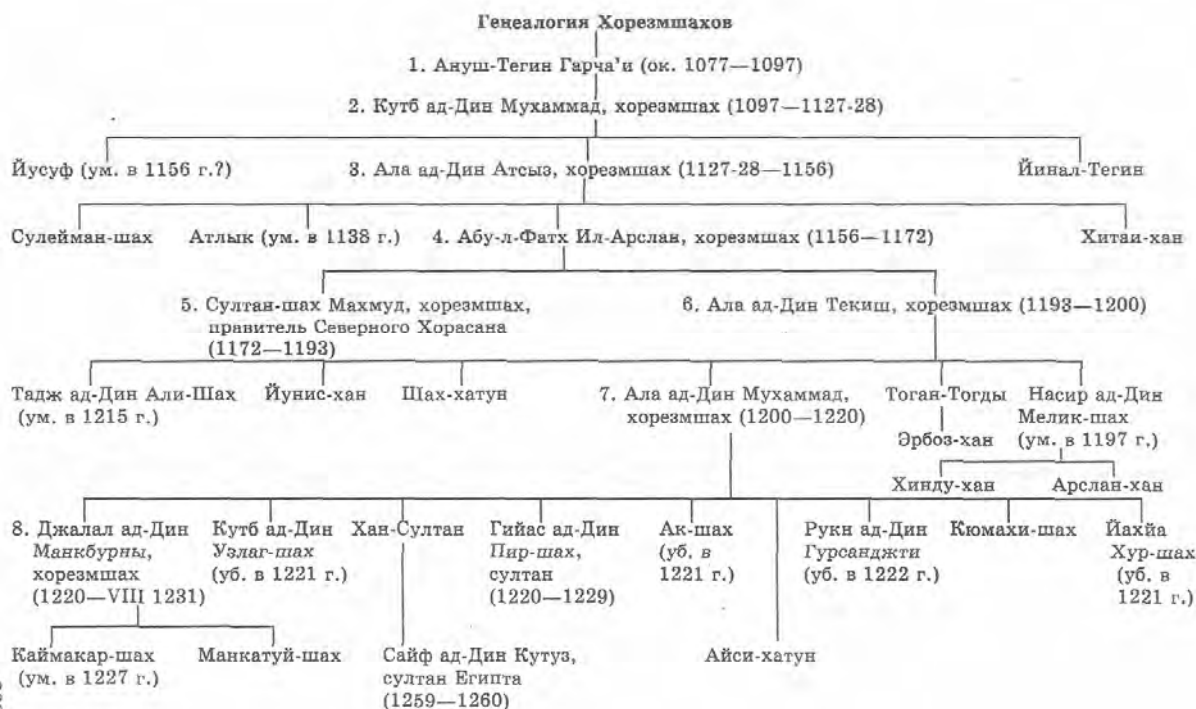 Генеалогия Хорезмшахов
1. Ануш-Тегин Гарча'и (ок. 1077—1097)
2. Кутб ад-Дин Мухаммад, хорезмшах (1097—1127-28)
Йусуф (ум. в 1156 г.?) 3. Ала ад-Дин Атсыз, хорезмшах (1127-28—1156) Йинал-Тегин
Сулейман-шах Атлык (ум. в 1138 г.) 4. Абу-л-Фатх Ил-Арслан, хорезмшах (1156—1172) Хитаи-хан
5. Султан-шах Махмуд, хорезмшах, 6. Ала ад-Дин Текиш, хорезмшах (1193—1200)
правитель Северного Хорасана
(1172—1193)
Тадж ад-Дин Али-Шах Йунис-хан Шах-хатун 7. Ала ад-Дин Мухаммад, Тоган-Тогды Насир ад-Дин
(ум. в 1215 г.) хорезмшах (1200—1220) Мелик-шах
Эрбоз-хан (ум. в 1197 г.)
Хинду-хан Арслан-хан
8. Джалал ад-Дин Кутб ад-Дин Хан-Султан Гийас ад-Дин Ак-шах Рукн ад-Дин Кюмахи-шах Йахйа
Манкбурны, Узлаг-шах Пир-шах, (уб. в Гурсанджти Хур-шах
хорезмшах (уб. в 1221 г.) султан 1221 г.) (уб. в 1222 г.) (уб. в
(1220—VIII 1231) (1220—1229) 1221 г.)
Каймакар-шах Манкатуй-шах Сайф ад-Дин Кутуз, Айси-хатун
(ум. в 1227 г.) султан Египта
(1259—1260)